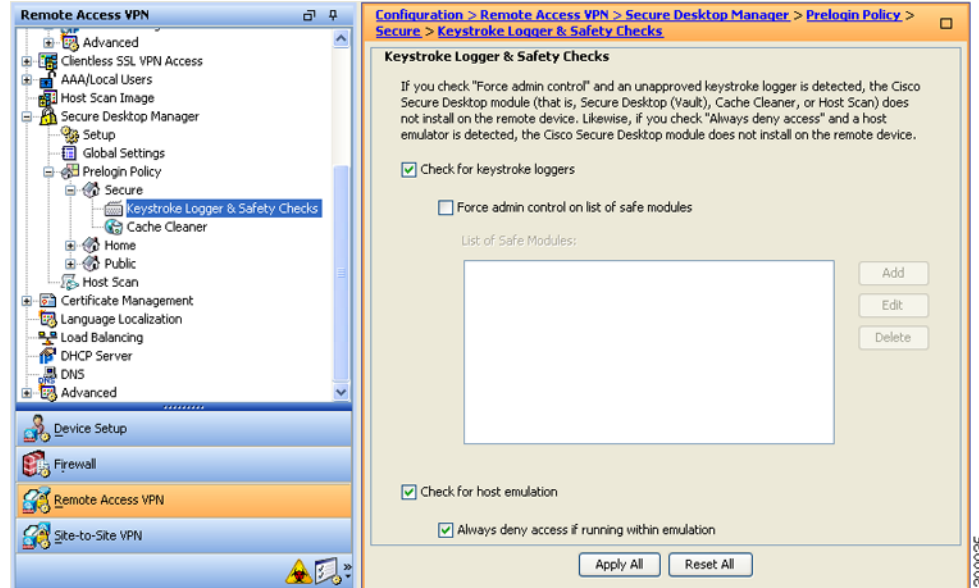 Remote Access VPN
Advanced
Clientless SSL VPN Access
AAA/Local Users
Host Scan Image
Secure Desktop Manager
Setup
Global Settings
Prelogin Policy
Secure
Keystroke Logger & Safety Checks
Cache Cleaner
Home
Public
Host Scan
Certificate Management
Language Localization
Load Balancing
DHCP Server
DNS
Advanced
Device Setup
Firewall
Remote Access VPN
Site-to-Site VPN
Configuration > Remote Access VPN > Secure Desktop Manager > Prelogin Policy >
Secure > Keystroke Logger & Safety Checks
Keystroke Logger & Safety Checks
If you check "Force admin control" and an unapproved keystroke logger is detected, the Cisco
Secure Desktop module (that is, Secure Desktop (Vault), Cache Cleaner, or Host Scan) does
not install on the remote device. Likewise, if you check "Always deny access" and a host
emulator is detected, the Cisco Secure Desktop module does not install on the remote device.
Check for keystroke loggers
Force admin control on list of safe modules
List of Safe Modules:
Add
Edit
Delete
Check for host emulation
Always deny access if running within emulation
Apply All
Reset All